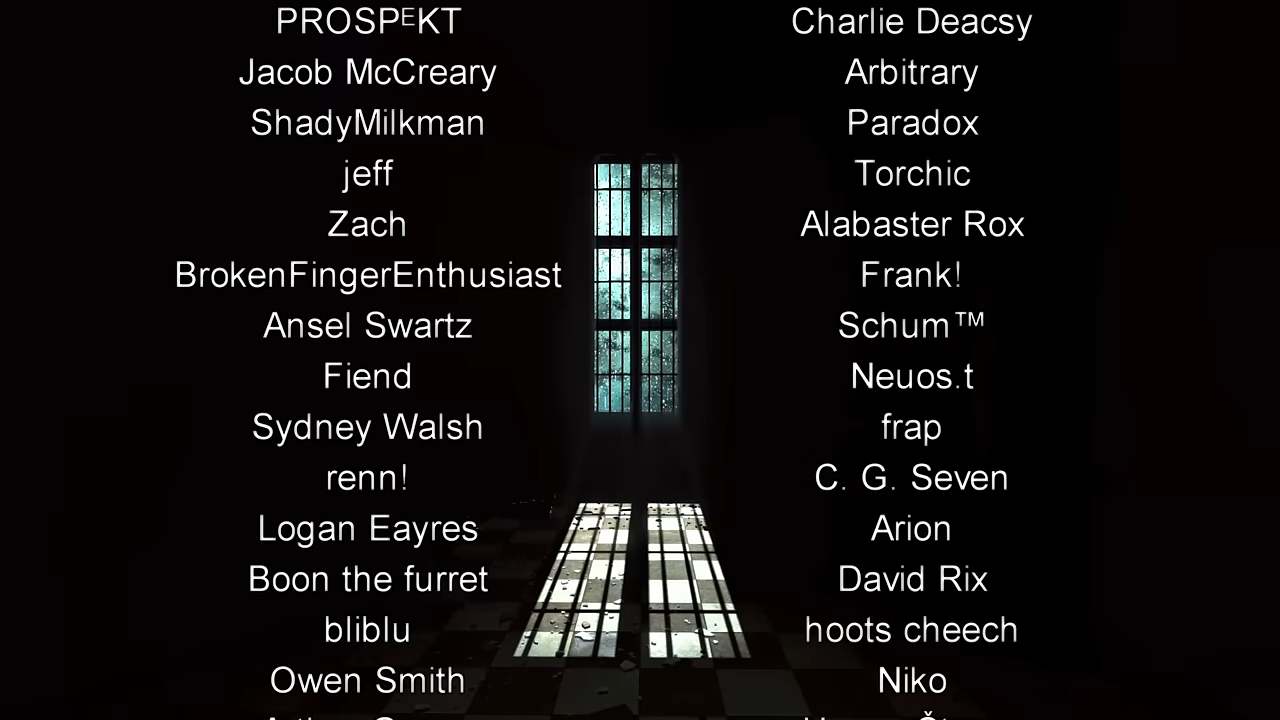 PROSPᴱKT
Jacob McCreary
ShadyMilkman
jeff
Zach
BrokenFingerEnthusiast
Ansel Swartz
Fiend
Sydney Walsh
renn!
Logan Eayres
Boon the furret
bliblu
Owen Smith
Charlie Deacsy
Arbitrary
Paradox
Torchic
Alabaster Rox
Frank!
Schum™
Neuos.t
frap
C. G. Seven
Arion
David Rix
hoots cheech
Niko